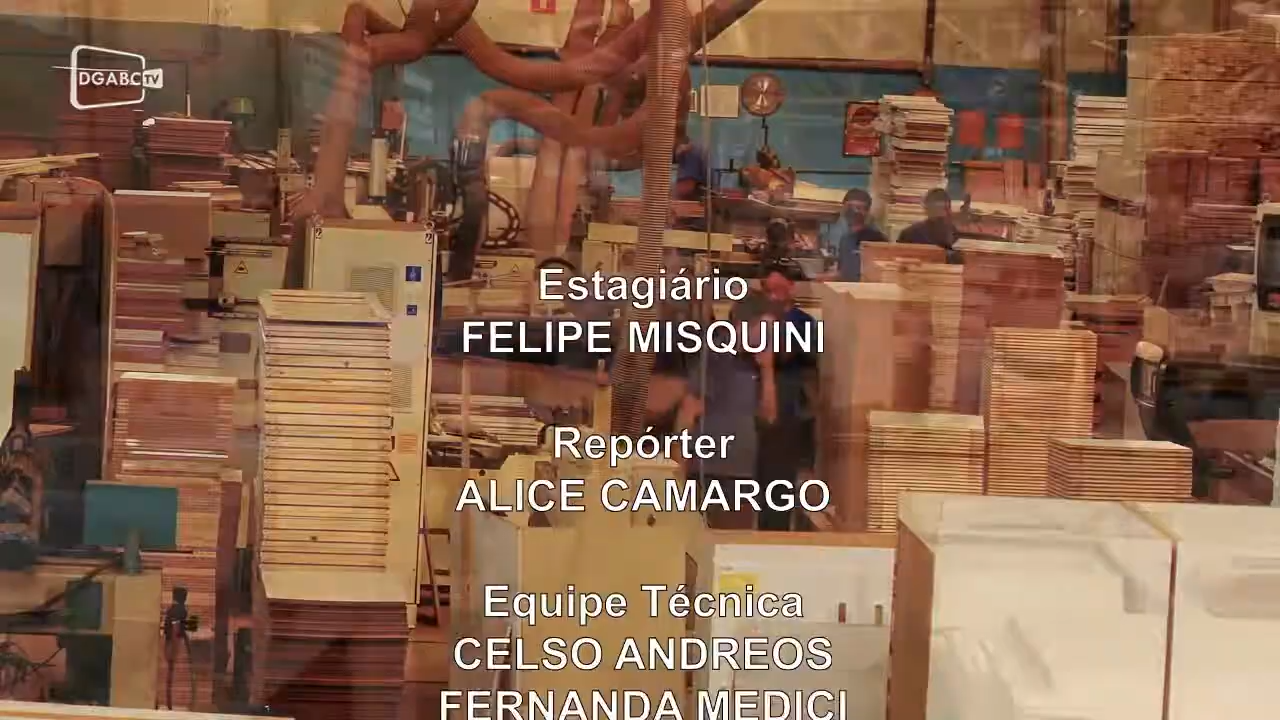 DGABC TV
Estagiário
FELIPE MISQUINI
Repórter
ALICE CAMARGO
Equipe Técnica
CELSO ANDREOS
FERNANDA MEDICI